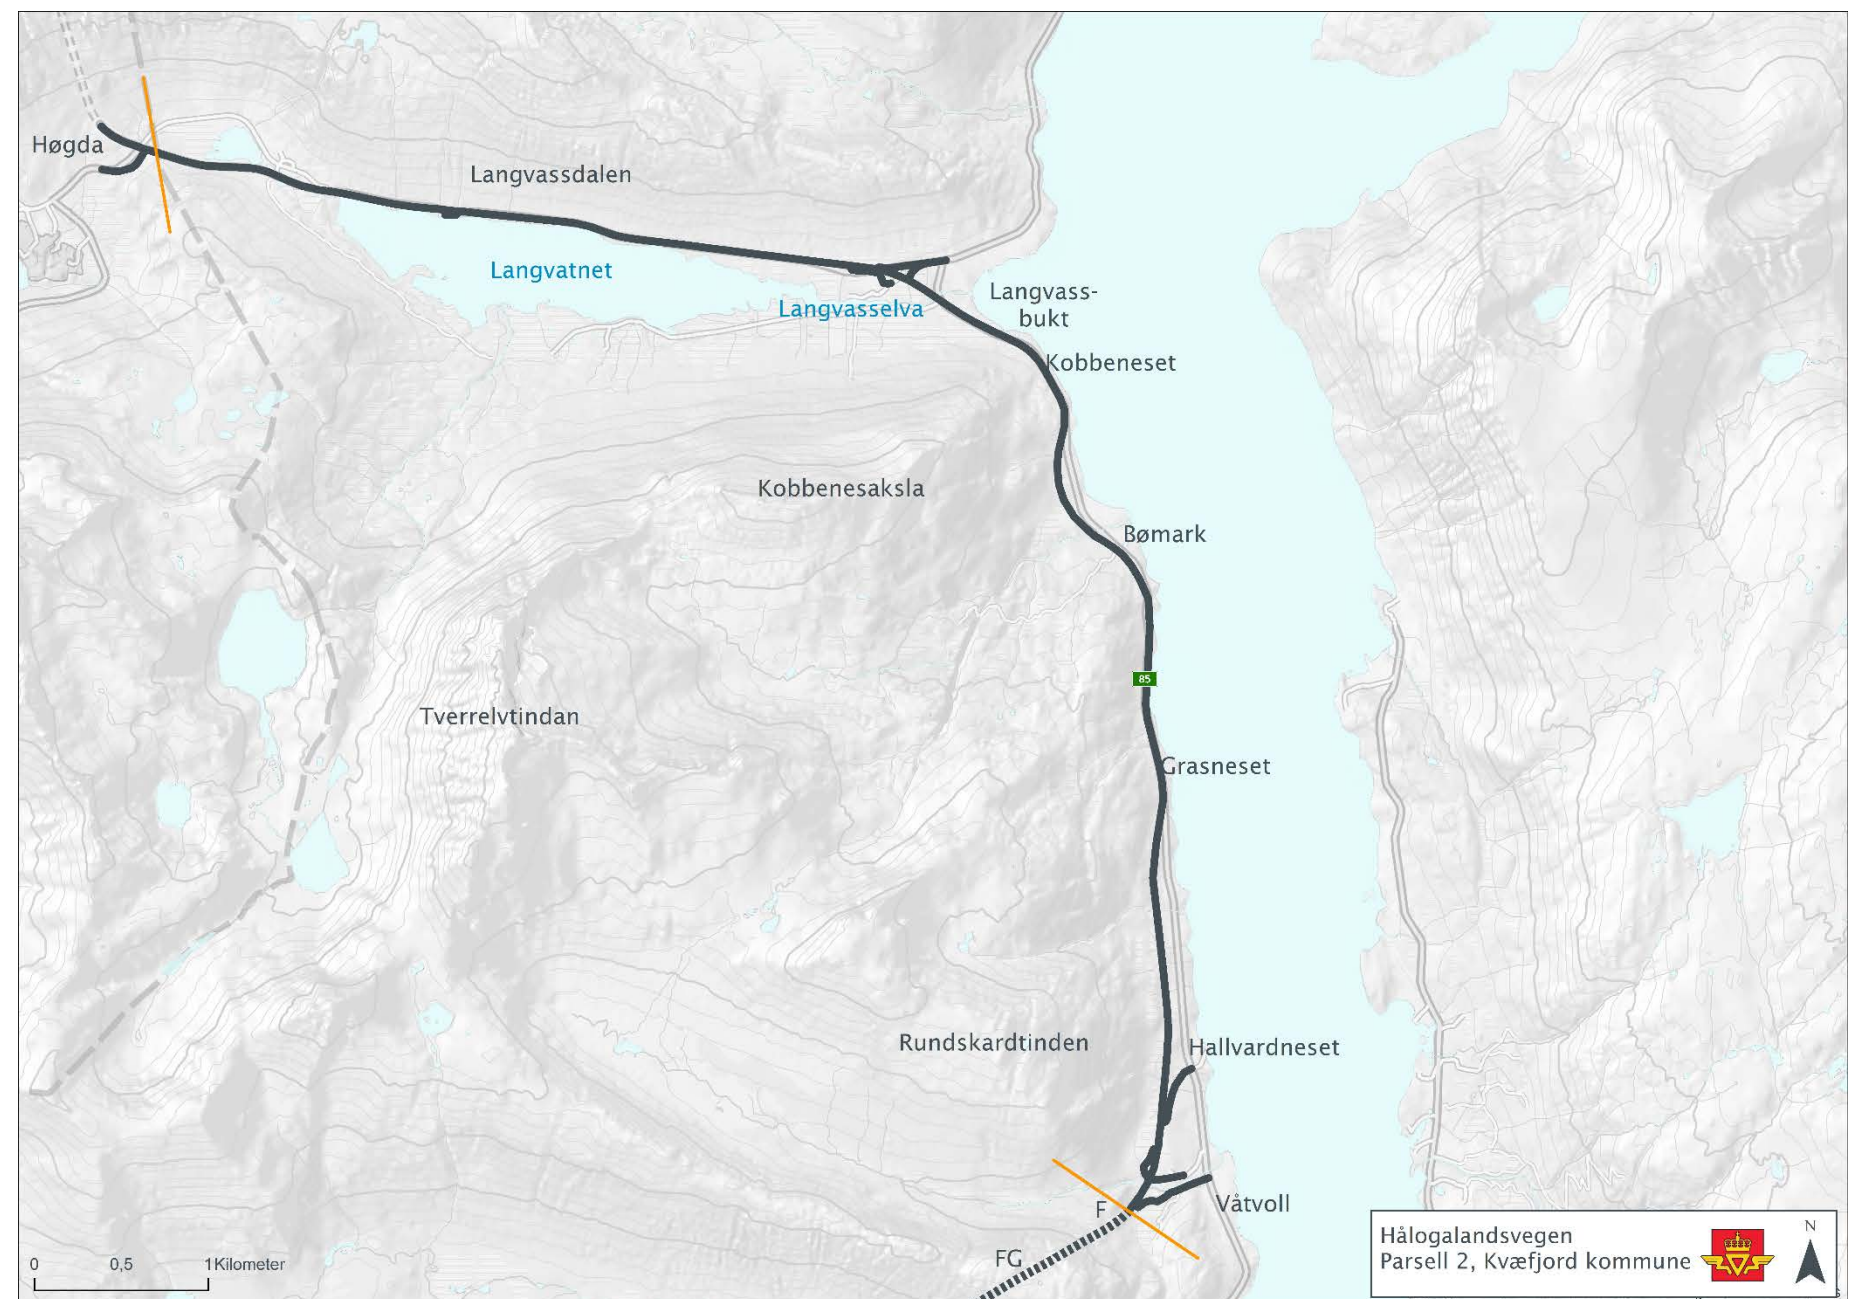 Høgda
Langvassdalen
Langvatnet
Langvasselva
Langvass-
bukt
Kobbeneset
Kobbenesaksla
Bømark
85
Tverrelvtindan
Grasneset
Rundskardtinden
Hallvardneset
F
Våtvoll
FG
0 0,5 1Kilometer
Hålogalandsvegen
Parsell 2, Kvæfjord kommune
N